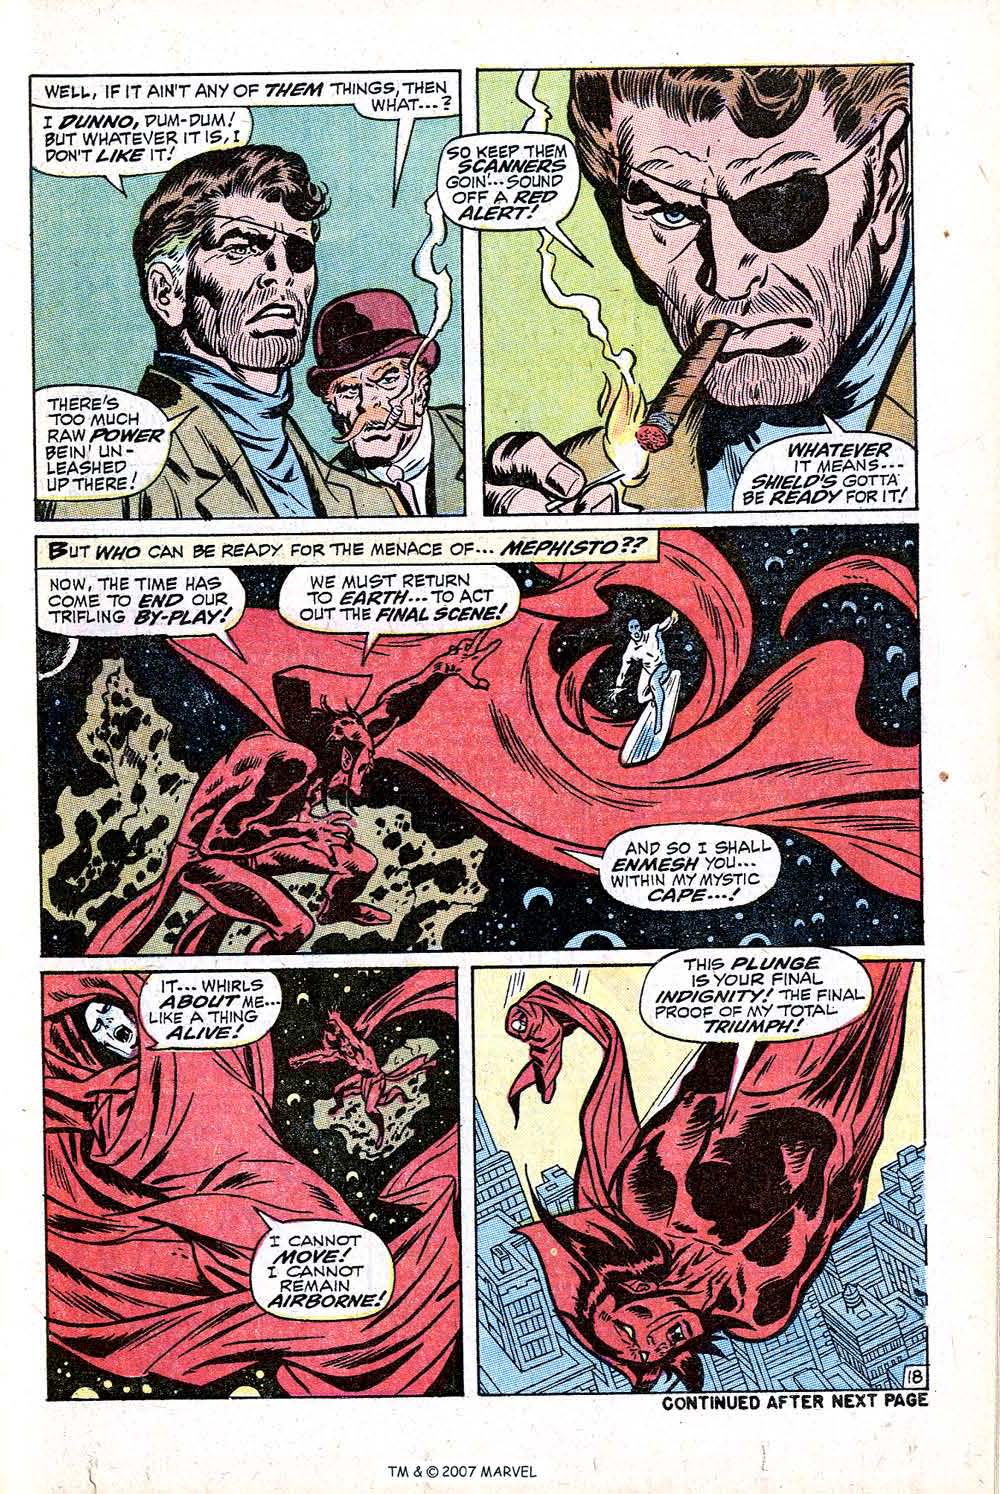 WELL, IF IT AIN'T ANY OF THEM THINGS, THEN
WHAT...?
I DUNNO, DUM-DUM!
BUT WHATEVER IT IS, I
DON'T LIKE IT!
THERE'S
TOO MUCH
RAW POWER
BEIN' UN-
LEASHED
UP THERE!
SO KEEP THEM
SCANNERS
GOIN'... SOUND
OFF A RED
ALERT!
WHATEVER
IT MEANS...
SHIELD'S GOTTA
BE READY FOR IT!
BUT WHO CAN BE READY FOR THE MENACE OF... MEPHISTO??
NOW, THE TIME HAS
COME TO END OUR
TRIFLING BY-PLAY!
WE MUST RETURN
TO EARTH... TO ACT
OUT THE FINAL SCENE!
AND SO I SHALL
ENMESH YOU...
WITHIN MY MYSTIC
CAPE...!
IT... WHIRLS
ABOUT ME...
LIKE A THING
ALIVE!
I CANNOT
MOVE!
I CANNOT
REMAIN
AIRBORNE!
THIS PLUNGE
IS YOUR FINAL
INDIGNITY! THE FINAL
PROOF OF MY TOTAL
TRIUMPH!
18
CONTINUED AFTER NEXT PAGE
TM & © 2007 MARVEL